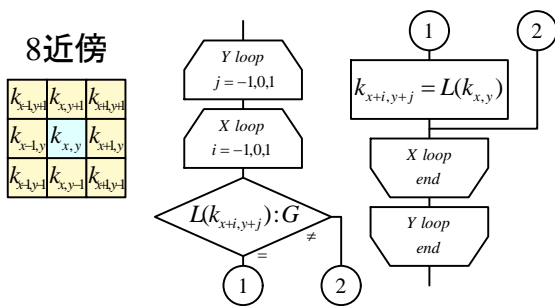 8近傍
k_{x-1,y+1} k_{x,y+1} k_{x+1,y+1}
k_{x-1,y} k_{x,y} k_{x+1,y}
k_{x-1,y-1} k_{x,y-1} k_{x+1,y-1}
Y loop
j = −1,0,1
X loop
i = −1,0,1
L(k_{x+i,y+j}):G
≠
=
1
2
1
2
k_{x+i,y+j} = L(k_{x,y})
X loop
end
Y loop
end